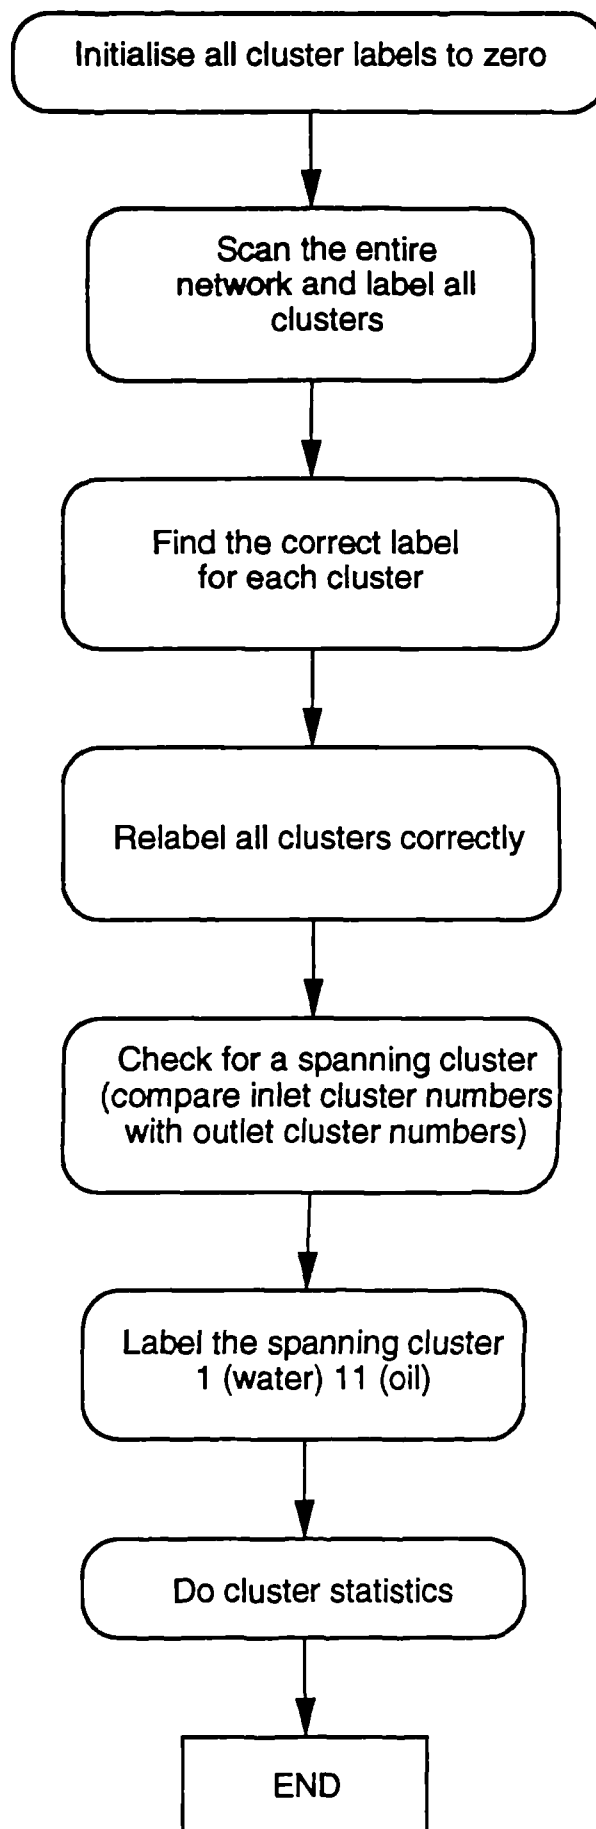 Initialise all cluster labels to zero
Scan the entire
network and label all
clusters
Find the correct label
for each cluster
Relabel all clusters correctly
Check for a spanning cluster
(compare inlet cluster numbers
with outlet cluster numbers)
Label the spanning cluster
1 (water) 11 (oil)
Do cluster statistics
END